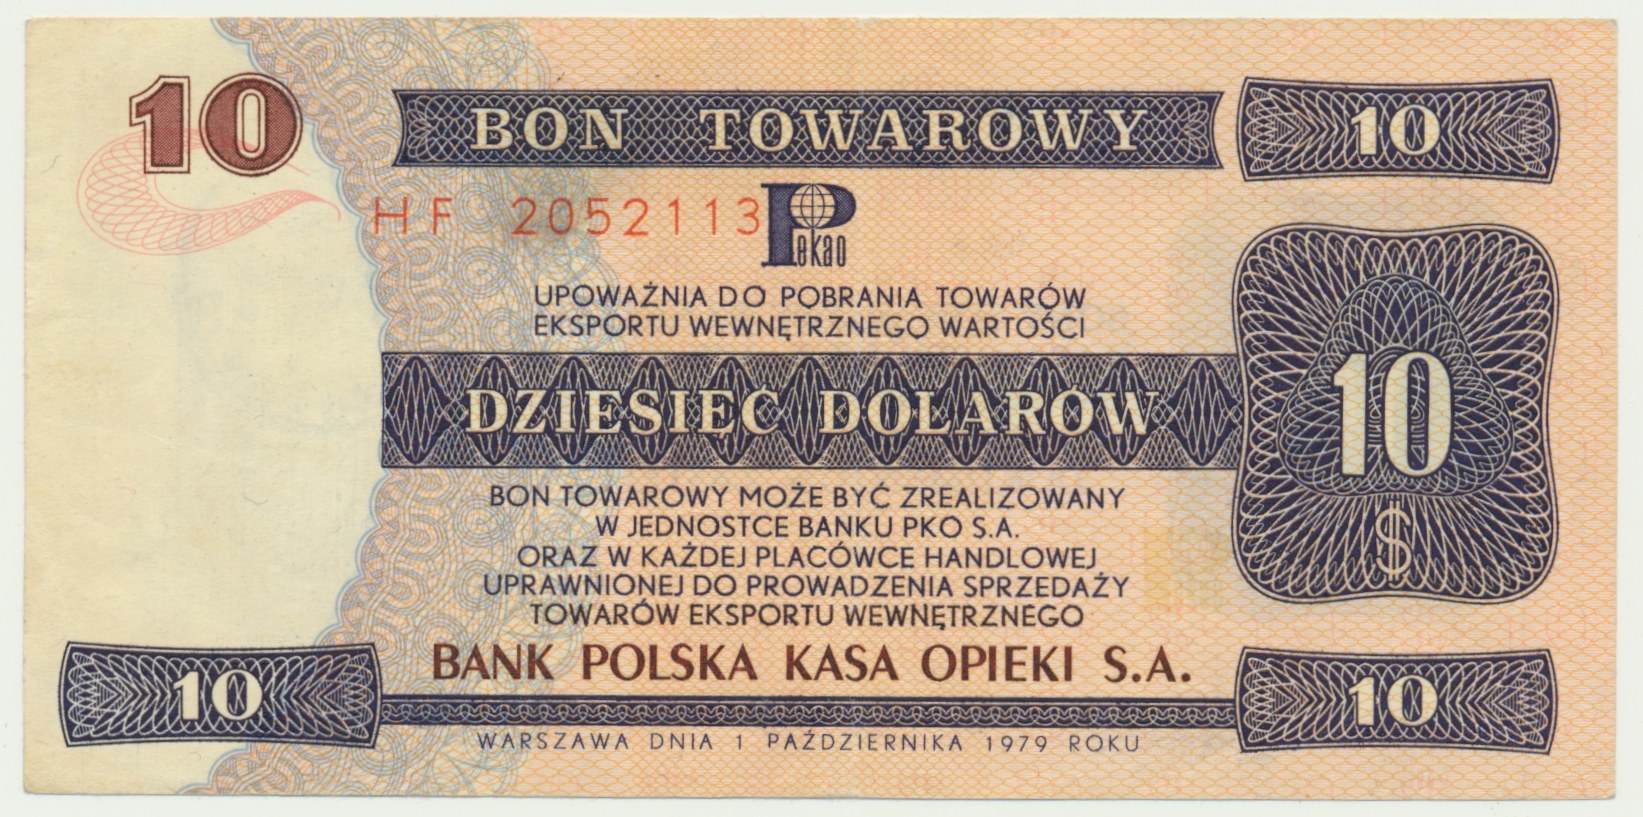 10
BON TOWAROWY
10
HF 2052113
Pekao
UPOWAŻNIA DO POBRANIA TOWARÓW
EKSPORTU WEWNĘTRZNEGO WARTOŚCI
DZIESIĘĆ DOLARÓW
10
$
BON TOWAROWY MOŻE BYĆ ZREALIZOWANY
W JEDNOSTCE BANKU PKO S.A.
ORAZ W KAŻDEJ PLACÓWCE HANDLOWEJ
UPRAWNIONEJ DO PROWADZENIA SPRZEDAŻY
TOWARÓW EKSPORTU WEWNĘTRZNEGO
BANK POLSKA KASA OPIEKI S.A.
10
10
WARSZAWA DNIA 1 PAŹDZIERNIKA 1979 ROKU